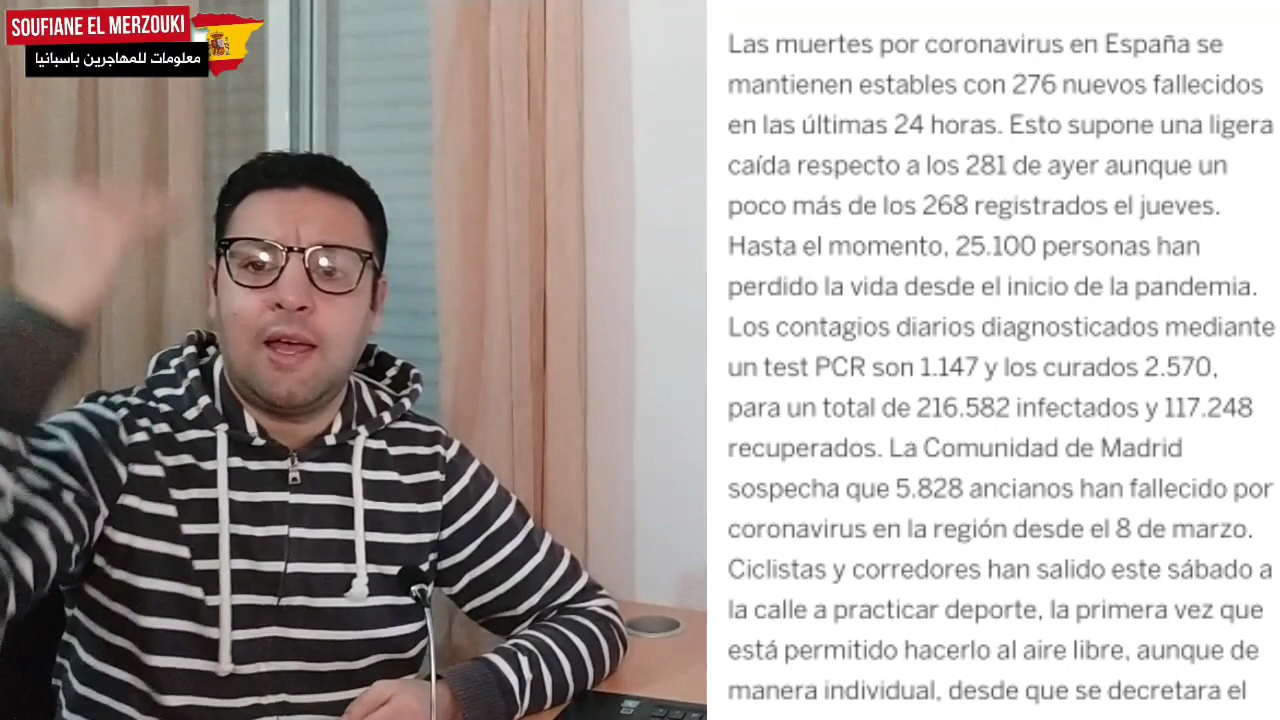 SOUFIANE EL MERZOUKI
معلومات للمهاجرين باسبانيا
Las muertes por coronavirus en España se
mantienen estables con 276 nuevos fallecidos
en las últimas 24 horas. Esto supone una ligera
caída respecto a los 281 de ayer aunque un
poco más de los 268 registrados el jueves.
Hasta el momento, 25.100 personas han
perdido la vida desde el inicio de la pandemia.
Los contagios diarios diagnosticados mediante
un test PCR son 1.147 y los curados 2.570,
para un total de 216.582 infectados y 117.248
recuperados. La Comunidad de Madrid
sospecha que 5.828 ancianos han fallecido por
coronavirus en la región desde el 8 de marzo.
Ciclistas y corredores han salido este sábado a
la calle a practicar deporte, la primera vez que
está permitido hacerlo al aire libre, aunque de
manera individual, desde que se decretara el